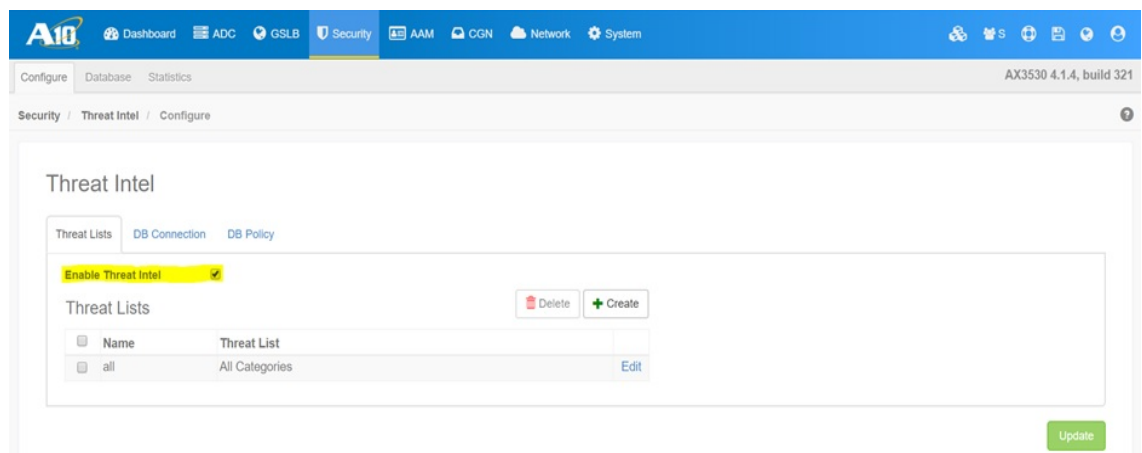 A10 Dashboard ADC GSLB Security AAM CGN Network System S
Configure Database Statistics AX3530 4.1.4, build 321
Security / Threat Intel / Configure
Threat Intel
Threat Lists DB Connection DB Policy
Enable Threat Intel
Threat Lists Delete Create
Name Threat List
all All Categories Edit
Update